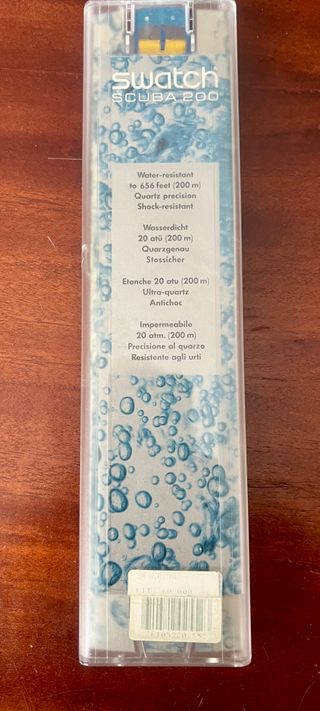 swatch
SCUBA 200
Water-resistant
to 656 feet (200 m)
Quartz precision
Shock-resistant
Wasserdicht
20 atü (200 m)
Quarzgenau
Stossicher
Etanche 20 atu (200 m)
Ultra-quartz
Antichoc
Impermeabile
20 atm. (200 m)
Precisione al quarzo
Resistente agli urti